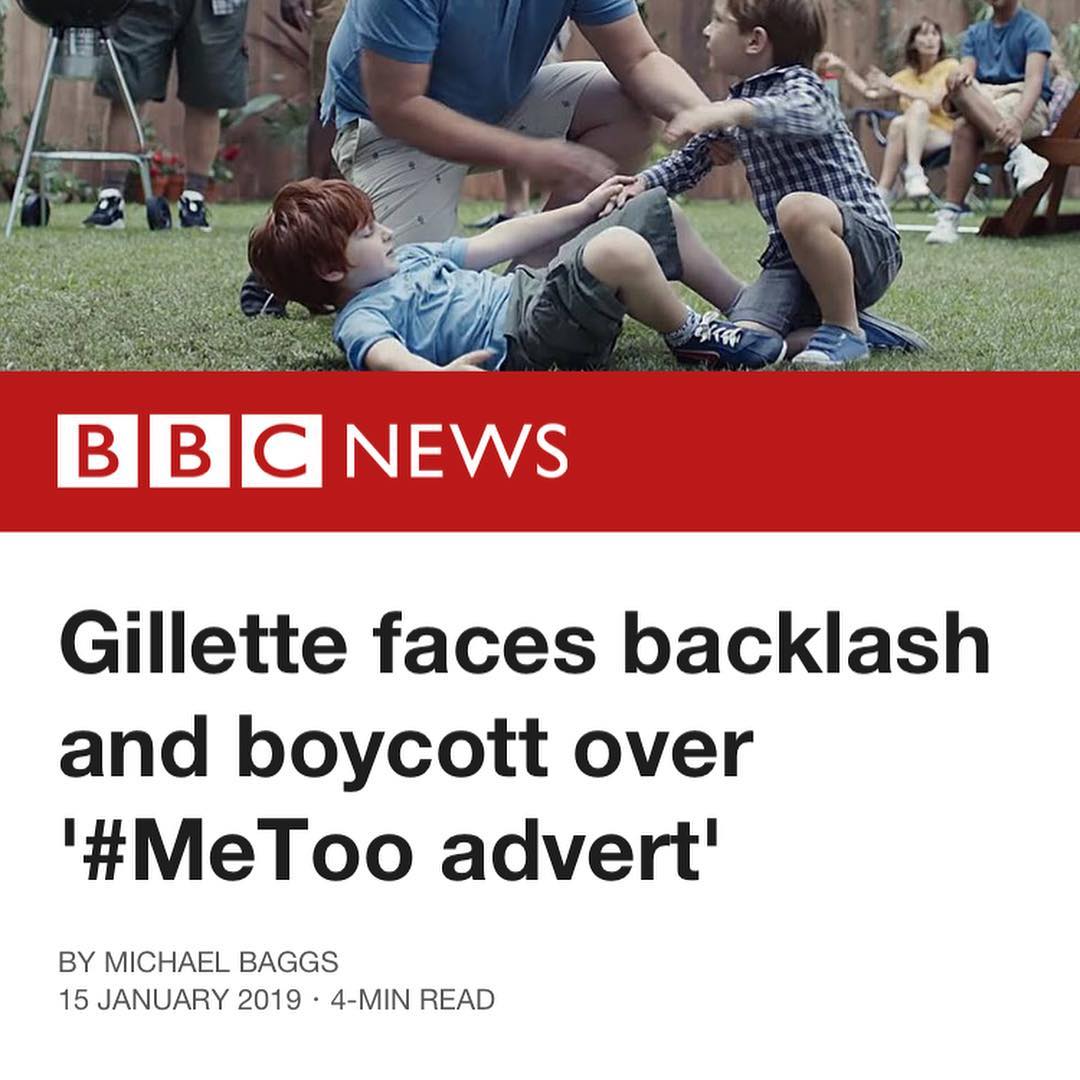 BBC NEWS
Gillette faces backlash
and boycott over
'#MeToo advert'
BY MICHAEL BAGGS
15 JANUARY 2019 · 4-MIN READ